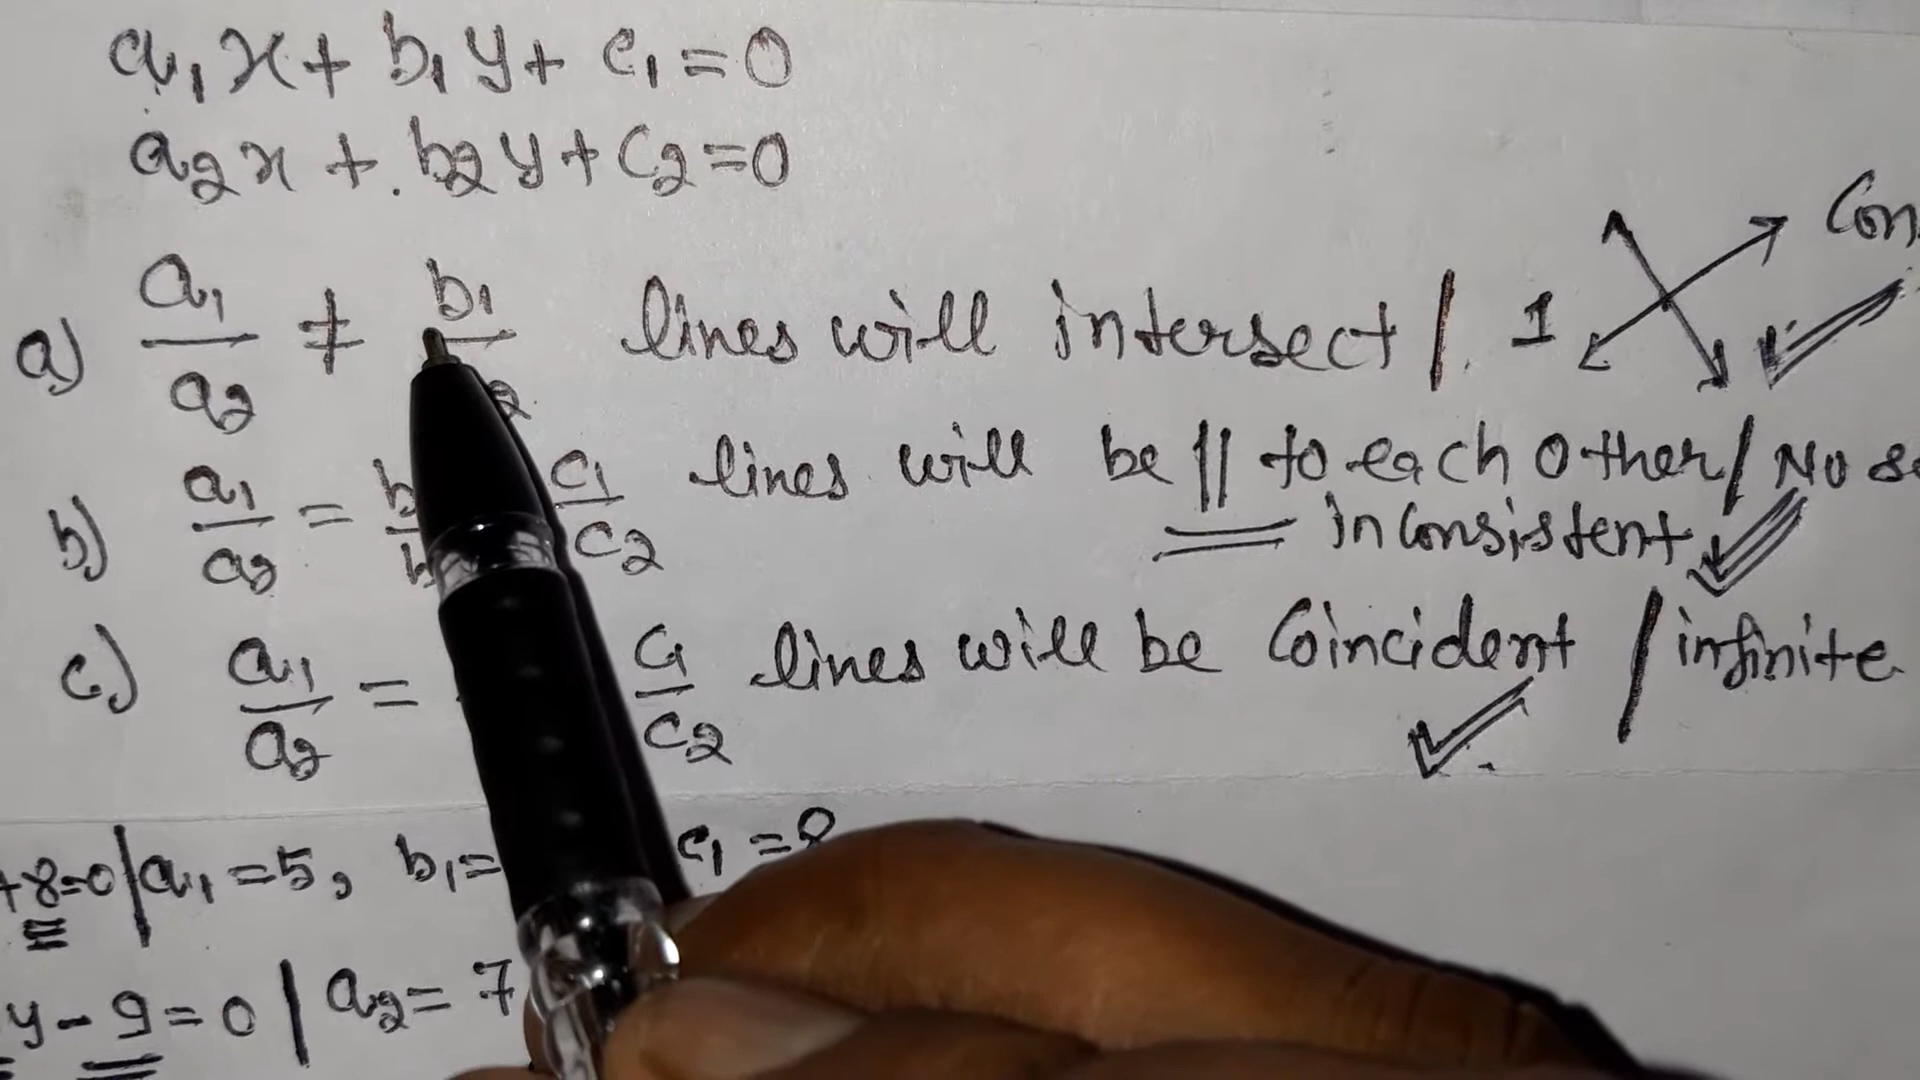 a₁x + b₁y + c₁ = 0
a₂x + b₂y + c₂ = 0
a) a₁/a₂ ≠ b₁/ ₂ lines will intersect / 1 Con
b) a₁/a₂ = b/b c₁/c₂ lines will be || to each other / No
inconsistent
c) a₁/a₂ = c₁/c₂ lines will be Coincident / infinite
+8=0 | a₁ = 5, b₁ = c₁ = 8
y - 9 = 0 | a₂ = 7